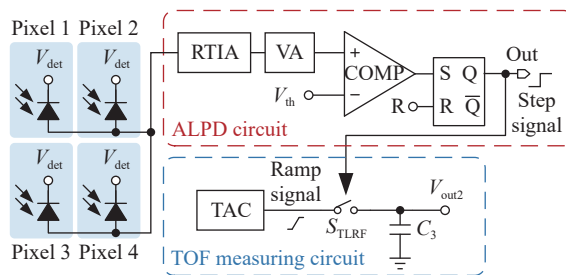 Pixel 1 Pixel 2
V_det V_det
V_det V_det
Pixel 3 Pixel 4
RTIA
VA
+
COMP
−
V_th
S Q
R Q̅
R
Out
Step
signal
ALPD circuit
Ramp
signal
TAC
S_TLRF
C_3
V_out2
TOF measuring circuit